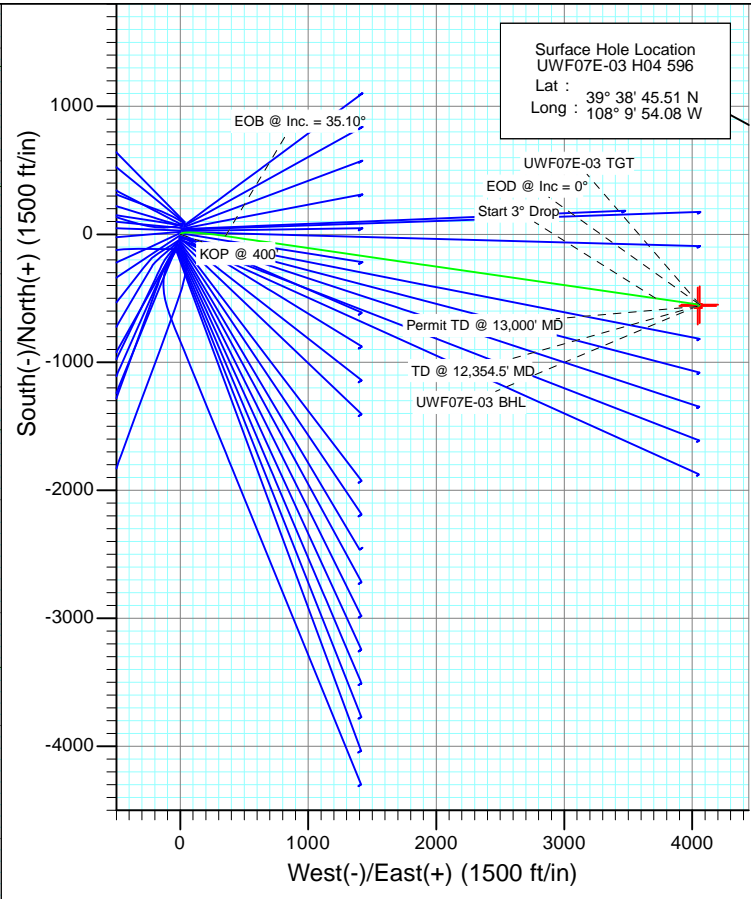 Surface Hole Location
UWF07E-03 H04 596
Lat :
39° 38' 45.51 N
Long :
108° 9' 54.08 W
1000
0
-1000
-2000
-3000
-4000
South(-)/North(+) (1500 ft/in)
EOB @ Inc. = 35.10°
KOP @ 400
UWF07E-03 TGT
EOD @ Inc = 0°
Start 3° Drop
Permit TD @ 13,000' MD
TD @ 12,354.5' MD
UWF07E-03 BHL
0
1000
2000
3000
4000
West(-)/East(+) (1500 ft/in)